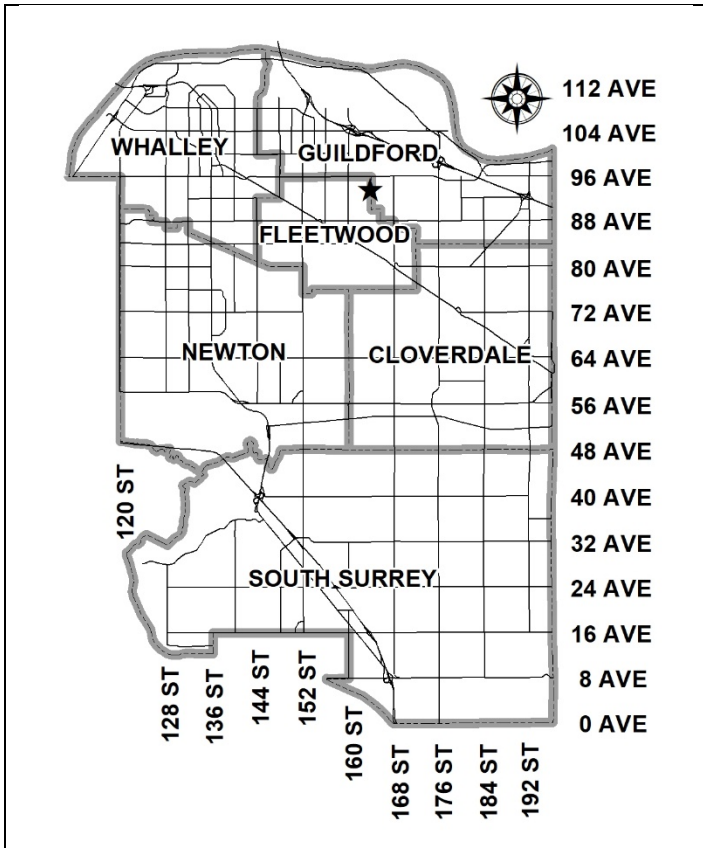 112 AVE
104 AVE
WHALLEY
GUILDFORD
96 AVE
88 AVE
FLEETWOOD
80 AVE
72 AVE
NEWTON
CLOVERDALE
64 AVE
56 AVE
48 AVE
120 ST
40 AVE
32 AVE
SOUTH SURREY
24 AVE
16 AVE
8 AVE
0 AVE
128 ST
136 ST
144 ST
152 ST
160 ST
168 ST
176 ST
184 ST
192 ST